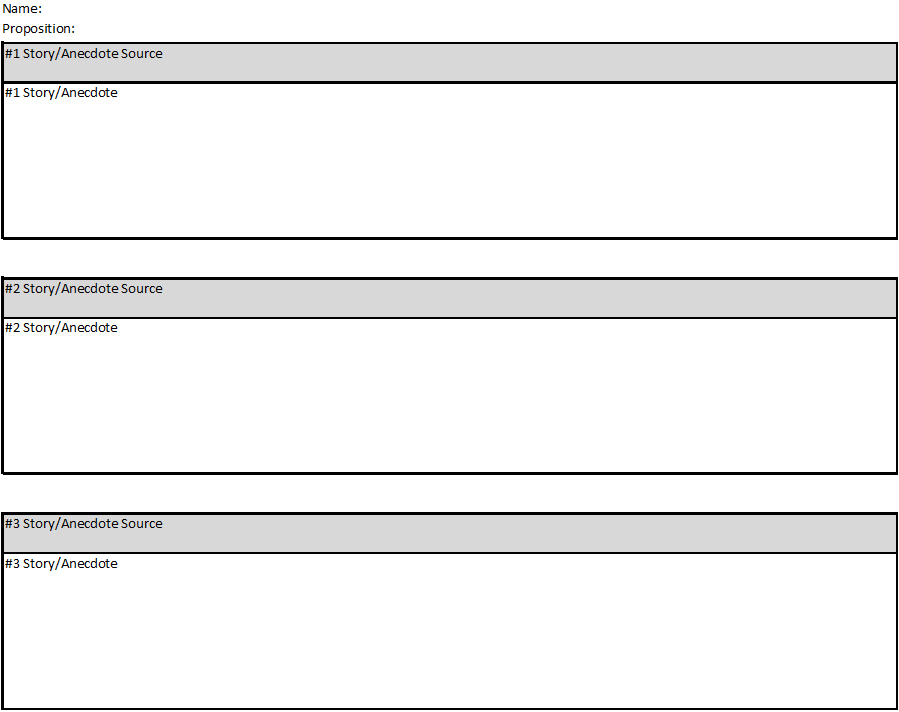 Name:
Proposition:
#1 Story/Anecdote Source
#1 Story/Anecdote
#2 Story/Anecdote Source
#2 Story/Anecdote
#3 Story/Anecdote Source
#3 Story/Anecdote